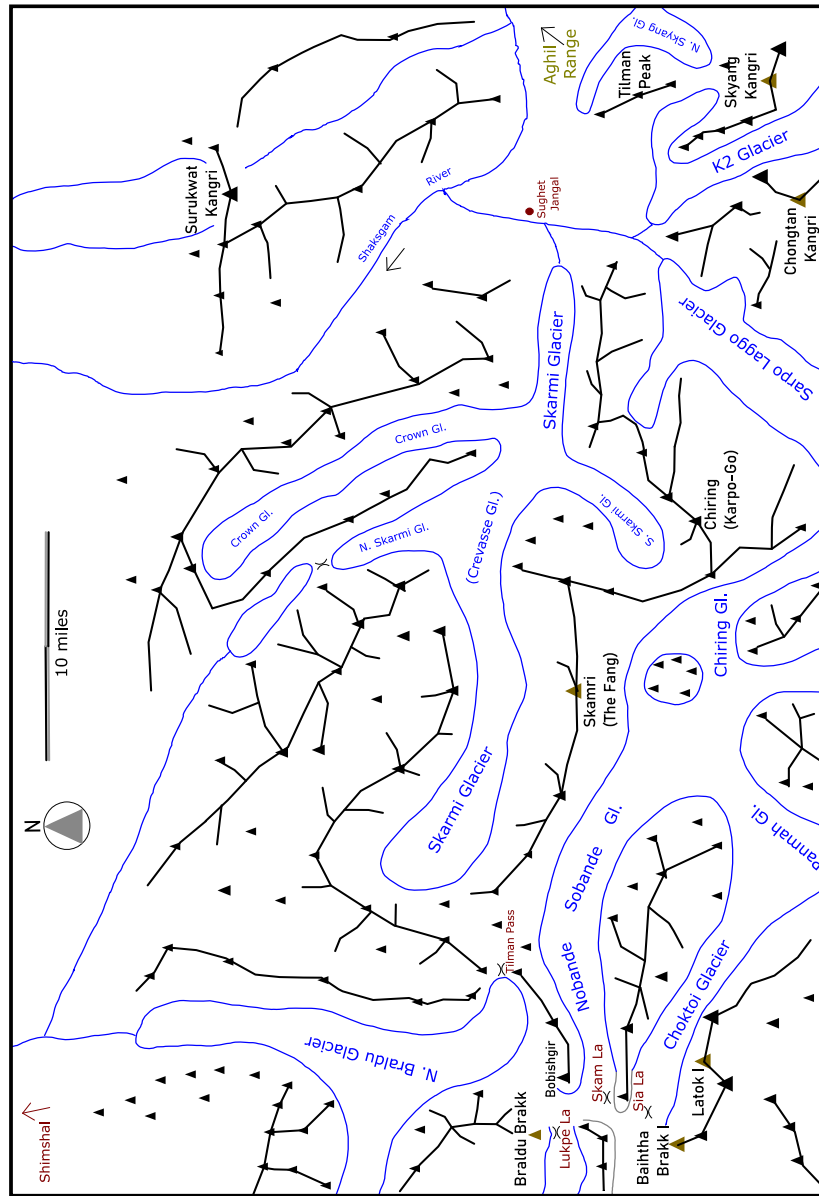 N
10 miles
Aghil
Range
N. Skyang Gl.
Tilman
Peak
Skyang
Kangri
K2 Glacier
Surukwat
Kangri
Shaksgam
River
Sughet
Jangal
Chongtan
Kangri
Sarpo Laggo Glacier
Skarmi Glacier
Crown Gl.
Crown Gl.
N. Skarmi Gl.
(Crevasse Gl.)
S. Skarmi Gl.
Chiring
(Karpo-Go)
Chiring Gl.
Skamri
(The Fang)
Skarmi Glacier
Nobande
Sobande
Gl.
Panmah Gl.
Choktoi Glacier
Tilman Pass
N. Braldu Glacier
Shimshal
Bobishgir
Skam La
Sia La
Braldu Brakk
Lukpe La
Baihtha
Brakk I
Latok I